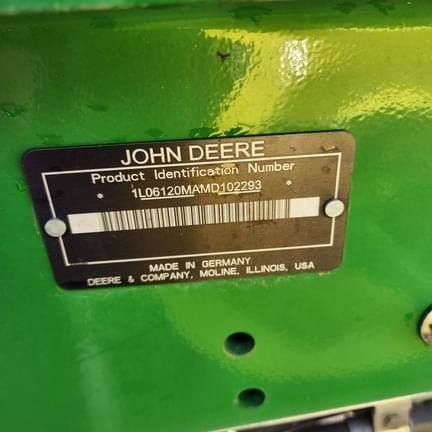 JOHN DEERE
Product Identification Number
1L06120MAMD102293
MADE IN GERMANY
DEERE & COMPANY, MOLINE, ILLINOIS, USA